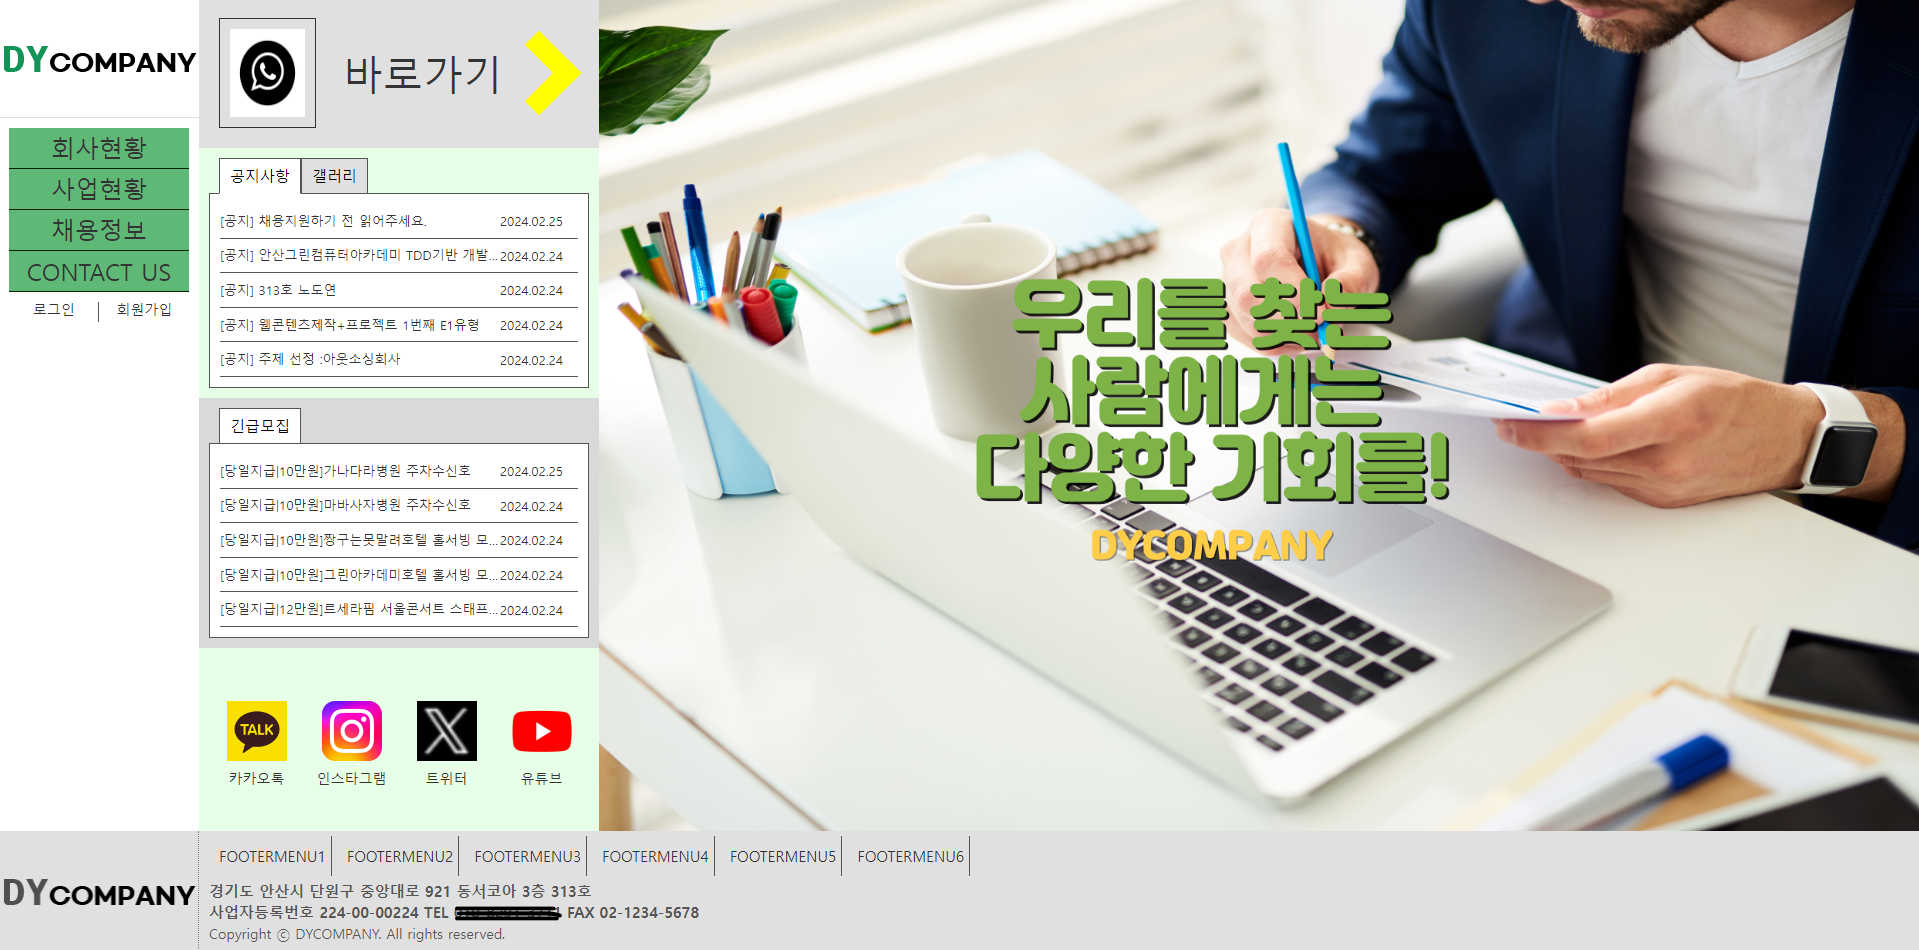 DYCOMPANY
회사현황
사업현황
채용정보
CONTACT US
로그인
회원가입
바로가기
공지사항
갤러리
[공지] 채용지원하기 전 읽어주세요. 2024.02.25
[공지] 안산그린컴퓨터아카데미 TDD기반 개발... 2024.02.24
[공지] 313호 노도연 2024.02.24
[공지] 웹콘텐츠제작+프로젝트 1번째 E1유형 2024.02.24
[공지] 주제 선정 :아웃소싱회사 2024.02.24
긴급모집
[당일지급|10만원]가나다라병원 주차수신호 2024.02.25
[당일지급|10만원]마바사자병원 주차수신호 2024.02.24
[당일지급|10만원]짱구는못말려호텔 홀서빙 모... 2024.02.24
[당일지급|10만원]그린아카데미호텔 홀서빙 모... 2024.02.24
[당일지급|12만원]르세라핌 서울콘서트 스태프... 2024.02.24
TALK
카카오톡
인스타그램
트위터
유튜브
우리를 찾는
사람에게는
다양한 기회를!
DYCOMPANY
DYCOMPANY
FOOTERMENU1 FOOTERMENU2 FOOTERMENU3 FOOTERMENU4 FOOTERMENU5 FOOTERMENU6
경기도 안산시 단원구 중앙대로 921 동서코아 3층 313호
사업자등록번호 224-00-00224 TEL FAX 02-1234-5678
Copyright ⓒ DYCOMPANY. All rights reserved.